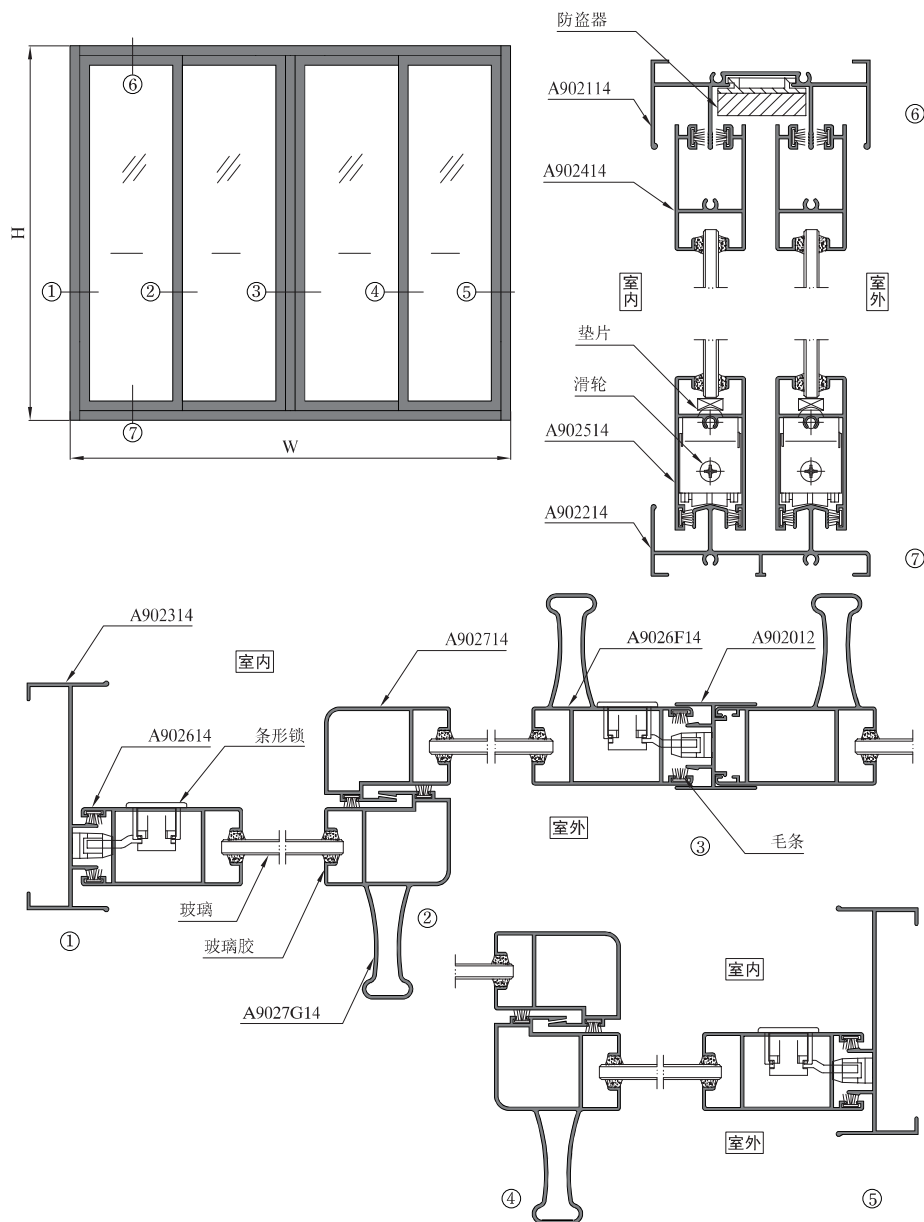 防盗器
A902114
⑥
A902414
室内
室外
垫片
滑轮
A902514
A902214
⑦
⑥
H
①
②
③
④
⑤
⑦
W
A902314
室内
A902714
A9026F14
A902012
A902614
条形锁
室外
③
毛条
玻璃
①
玻璃胶
②
A9027G14
室内
室外
④
⑤